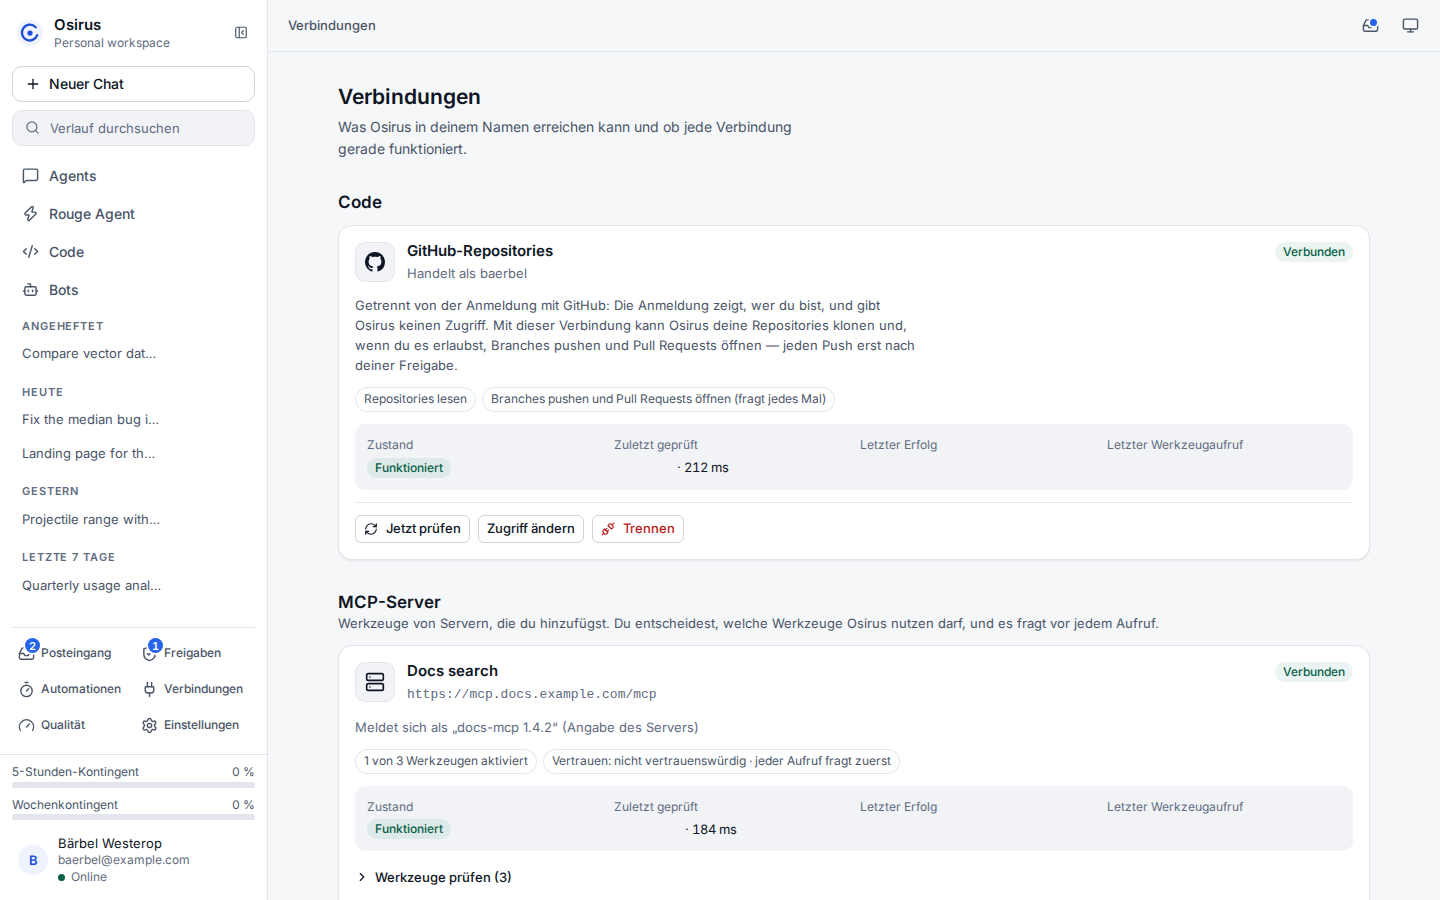 Osirus
Personal workspace
Neuer Chat
Verlauf durchsuchen
Agents
Rouge Agent
Code
Bots
ANGEHEFTET
Compare vector dat...
HEUTE
Fix the median bug i...
Landing page for th...
GESTERN
Projectile range with...
LETZTE 7 TAGE
Quarterly usage anal...
2
Posteingang
1
Freigaben
Automationen
Verbindungen
Qualität
Einstellungen
5-Stunden-Kontingent 0 %
Wochenkontingent 0 %
B
Bärbel Westerop
baerbel@example.com
Online
Verbindungen
Verbindungen
Was Osirus in deinem Namen erreichen kann und ob jede Verbindung
gerade funktioniert.
Code
GitHub-Repositories
Verbunden
Handelt als baerbel
Getrennt von der Anmeldung mit GitHub: Die Anmeldung zeigt, wer du bist, und gibt
Osirus keinen Zugriff. Mit dieser Verbindung kann Osirus deine Repositories klonen und,
wenn du es erlaubst, Branches pushen und Pull Requests öffnen — jeden Push erst nach
deiner Freigabe.
Repositories lesen
Branches pushen und Pull Requests öffnen (fragt jedes Mal)
Zustand Zuletzt geprüft Letzter Erfolg Letzter Werkzeugaufruf
Funktioniert · 212 ms
Jetzt prüfen
Zugriff ändern
Trennen
MCP-Server
Werkzeuge von Servern, die du hinzufügst. Du entscheidest, welche Werkzeuge Osirus nutzen darf, und es fragt vor jedem Aufruf.
Docs search
Verbunden
https://mcp.docs.example.com/mcp
Meldet sich als „docs-mcp 1.4.2“ (Angabe des Servers)
1 von 3 Werkzeugen aktiviert
Vertrauen: nicht vertrauenswürdig · jeder Aufruf fragt zuerst
Zustand Zuletzt geprüft Letzter Erfolg Letzter Werkzeugaufruf
Funktioniert · 184 ms
Werkzeuge prüfen (3)